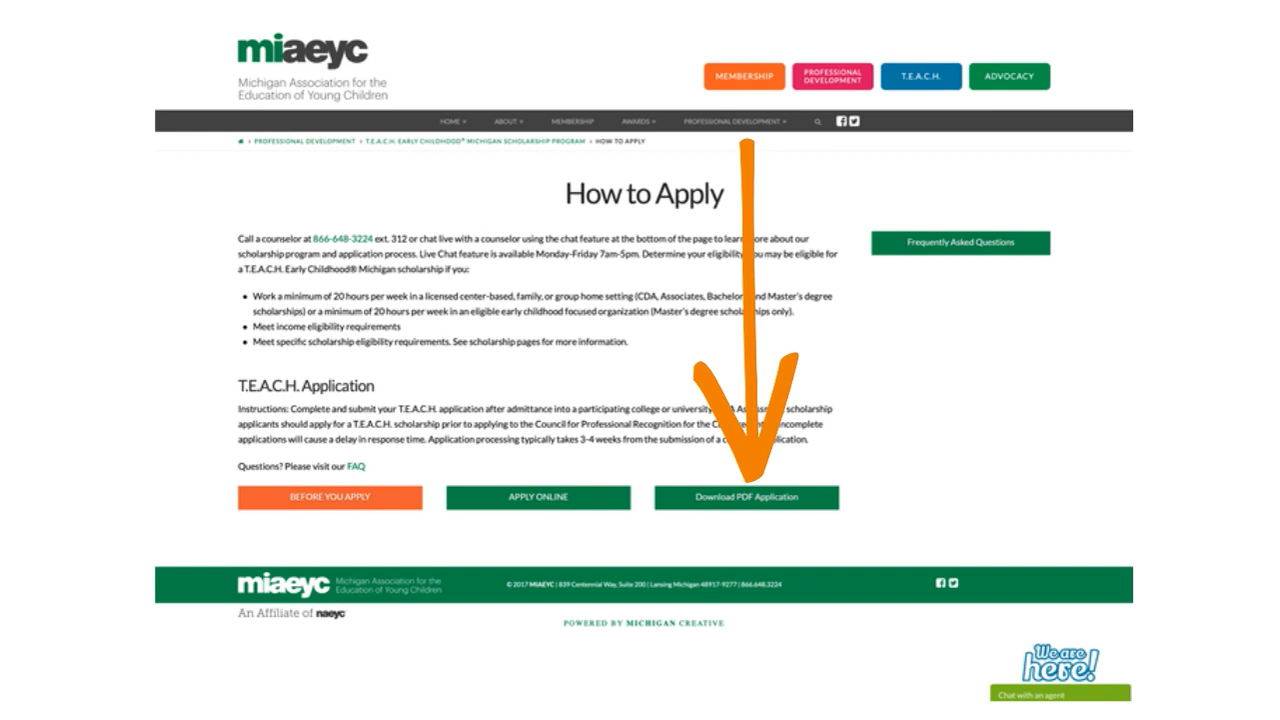 miaeyc
Michigan Association for the
Education of Young Children
MEMBERSHIP
PROFESSIONAL
DEVELOPMENT
T.E.A.C.H.
ADVOCACY
HOME
ABOUT
MEMBERSHIP
AWARDS
PROFESSIONAL DEVELOPMENT
> PROFESSIONAL DEVELOPMENT > T.E.A.C.H. EARLY CHILDHOOD® MICHIGAN SCHOLARSHIP PROGRAM > HOW TO APPLY
How to Apply
Call a counselor at 866-648-3224 ext. 312 or chat live with a counselor using the chat feature at the bottom of the page to learn about our
scholarship program and application process. Live Chat feature is available Monday-Friday 7am-5pm. Determine your eligibility. may be eligible for
a T.E.A.C.H. Early Childhood® Michigan scholarship if you:
• Work a minimum of 20 hours per week in a licensed center-based, family, or group home setting (CDA, Associates, Bachelor and Master's degree
scholarships) or a minimum of 20 hours per week in an eligible early childhood focused organization (Master's degree scholarships only).
• Meet income eligibility requirements
• Meet specific scholarship eligibility requirements. See scholarship pages for more information.
Frequently Asked Questions
T.E.A.C.H. Application
Instructions: Complete and submit your T.E.A.C.H. application after admittance into a participating college or university. scholarship
applicants should apply for a T.E.A.C.H. scholarship prior to applying to the Council for Professional Recognition for the
applications will cause a delay in response time. Application processing typically takes 3-4 weeks from the submission of a
Questions? Please visit our FAQ
BEFORE YOU APPLY
APPLY ONLINE
Download PDF Application
miaeyc
Michigan Association for the
Education of Young Children
© 2017 MiAEYC | 839 Centennial Way, Suite 200 | Lansing Michigan 48917-9277 | 866.648.3224
An Affiliate of naeyc
POWERED BY MICHIGAN CREATIVE
We are
here!
Chat with an agent